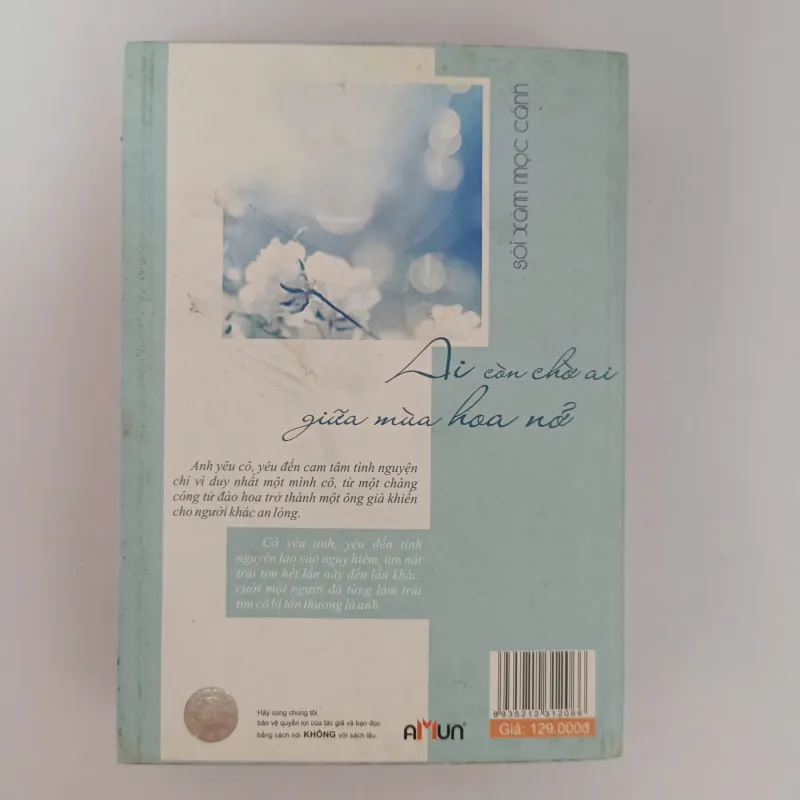 SÓI XÁM MỌC CÁNH
Ai còn chờ ai
giữa mùa hoa nở
Anh yêu cô, yêu đến cam tâm tình nguyện
chỉ vì duy nhất một mình cô, từ một chàng
công tử đào hoa trở thành một ông già khiến
cho người khác an lòng.
Cô yêu anh, yêu đến tình
nguyện lao vào nguy hiểm, tan nát
trái tim hết lần này đến lần khác,
cưới một người đã từng làm trái
tim cô bị tổn thương là anh.
Hãy cùng chúng tôi
bảo vệ quyền lợi của tác giả và bạn đọc
bằng cách nói KHÔNG với sách lậu.
AMUN
8 935212 312066
Giá: 129.000đ